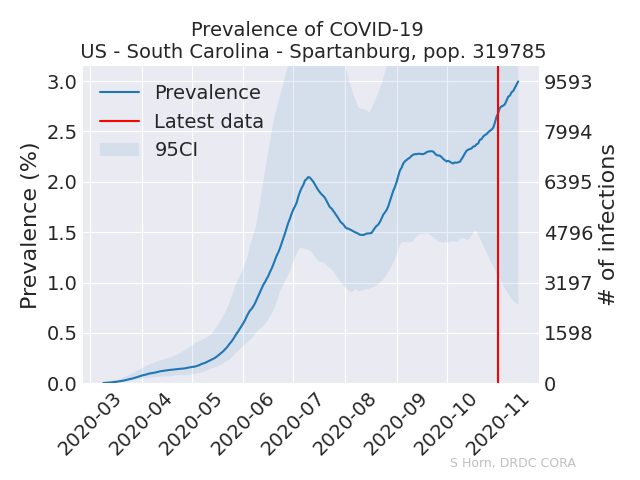 Prevalence of COVID-19
US - South Carolina - Spartanburg, pop. 319785
Prevalence (%)
3.0
2.5
2.0
1.5
1.0
0.5
0.0
Prevalence
Latest data
95CI
9593
7994
6395
4796
3197
1598
0
# of infections
2020-03
2020-04
2020-05
2020-06
2020-07
2020-08
2020-09
2020-10
2020-11
S Horn, DRDC CORA